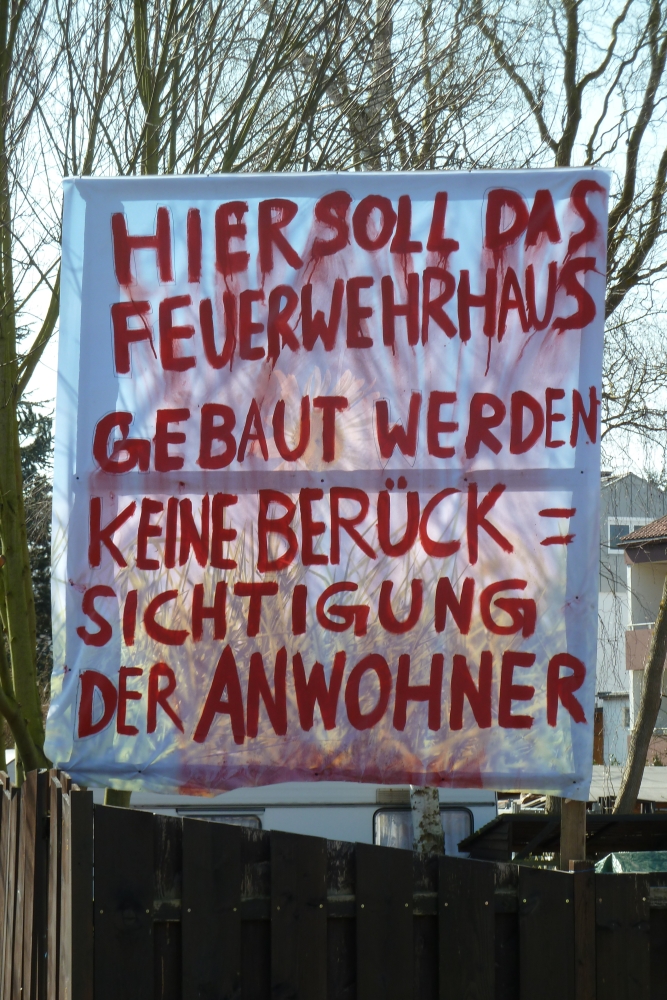 HIER SOLL DAS
FEUERWEHRHAUS
GEBAUT WERDEN
KEINE BERÜCK =
SICHTIGUNG
DER ANWOHNER